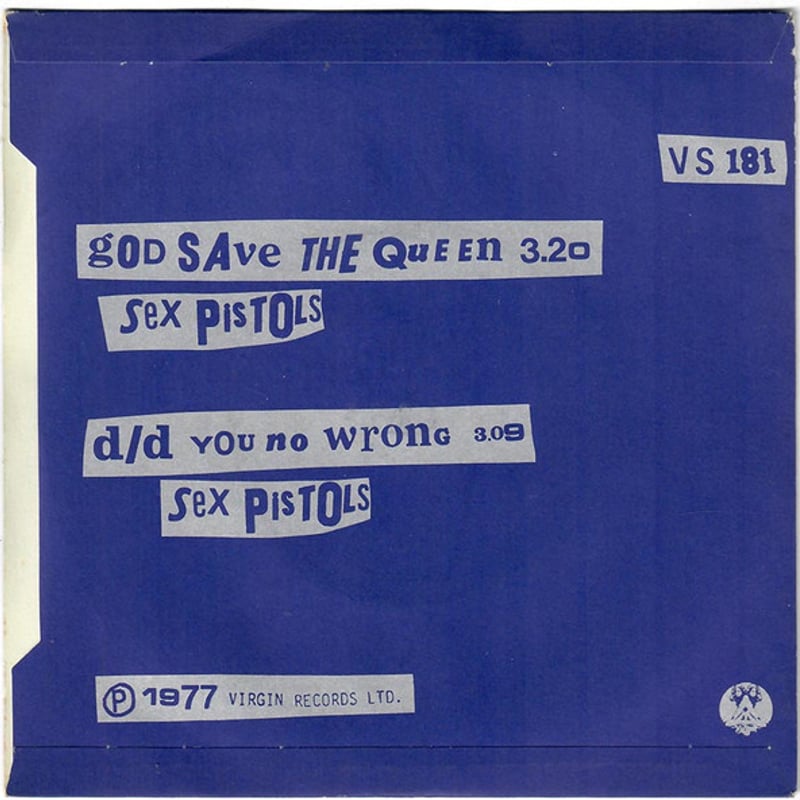 VS 181
gOD SAve THE QuEEn 3.20
SeX PiSTOLS
d/d YOU no wronG 3.09
SeX PiSTOLS
Ⓟ 1977 VIRGIN RECORDS LTD.